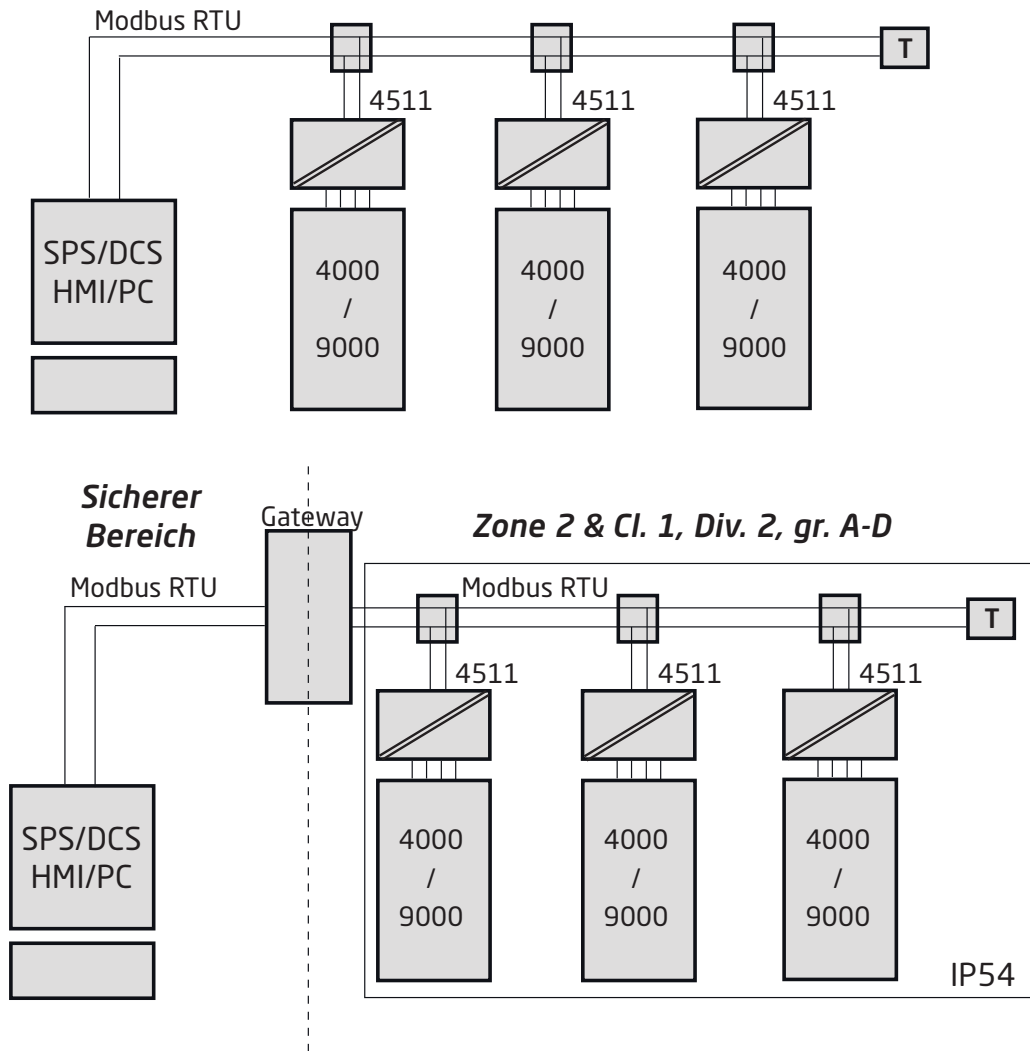 Modbus RTU
T
4511
4511
4511
SPS/DCS
HMI/PC
4000
/
9000
4000
/
9000
4000
/
9000
Sicherer
Bereich
Gateway
Zone 2 & Cl. 1, Div. 2, gr. A-D
Modbus RTU
Modbus RTU
T
4511
4511
4511
SPS/DCS
HMI/PC
4000
/
9000
4000
/
9000
4000
/
9000
IP54